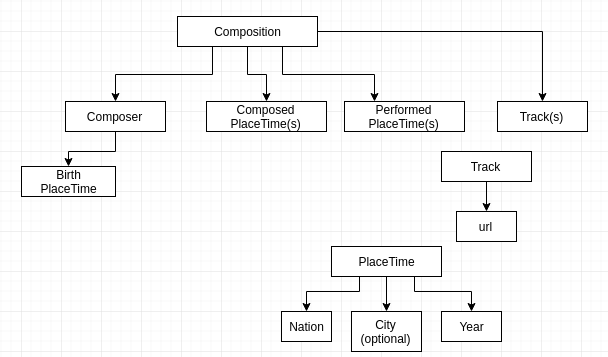 Composition
Composer
Composed
PlaceTime(s)
Performed
PlaceTime(s)
Track(s)
Birth
PlaceTime
Track
url
PlaceTime
Nation
City
(optional)
Year